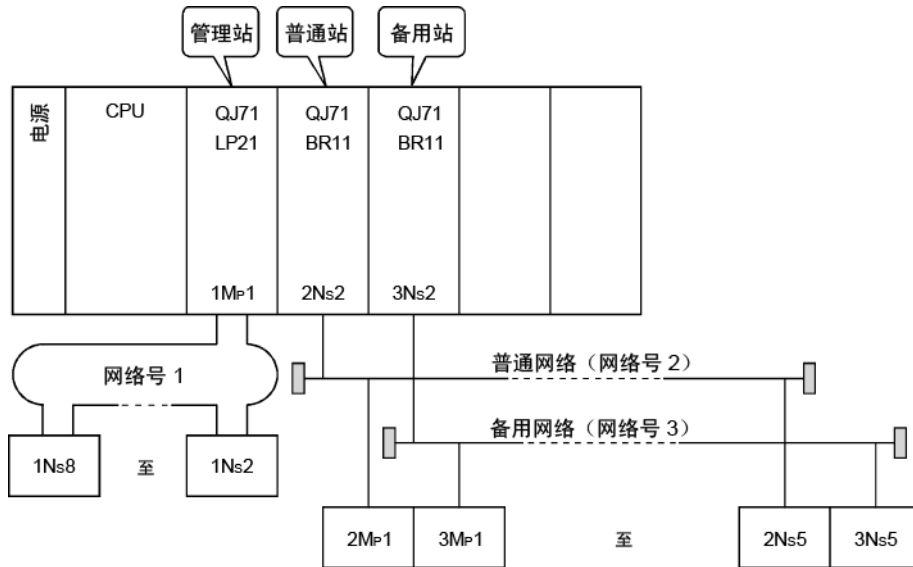 管理站
普通站
备用站
电源
CPU
QJ71
LP21
QJ71
BR11
QJ71
BR11
1MP1
2NS2
3NS2
网络号 1
普通网络（网络号 2）
备用网络（网络号 3）
1NS8
至
1NS2
2MP1
3MP1
至
2NS5
3NS5